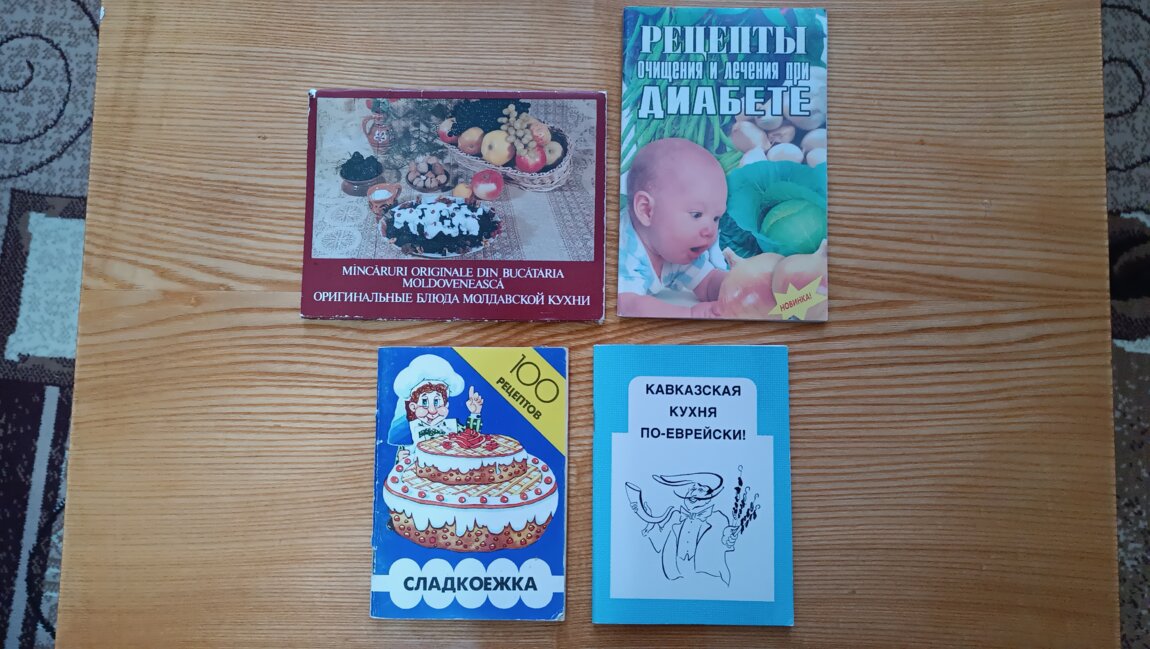 MÎNCĂRURI ORIGINALE DIN BUCĂTĂRIA
MOLDOVENEASCĂ
ОРИГИНАЛЬНЫЕ БЛЮДА МОЛДАВСКОЙ КУХНИ
РЕЦЕПТЫ
ОЧИЩЕНИЯ И ЛЕЧЕНИЯ ПРИ
ДИАБЕТЕ
НОВИНКА!
100
РЕЦЕПТОВ
СЛАДКОЕЖКА
КАВКАЗСКАЯ
КУХНЯ
ПО-ЕВРЕЙСКИ!